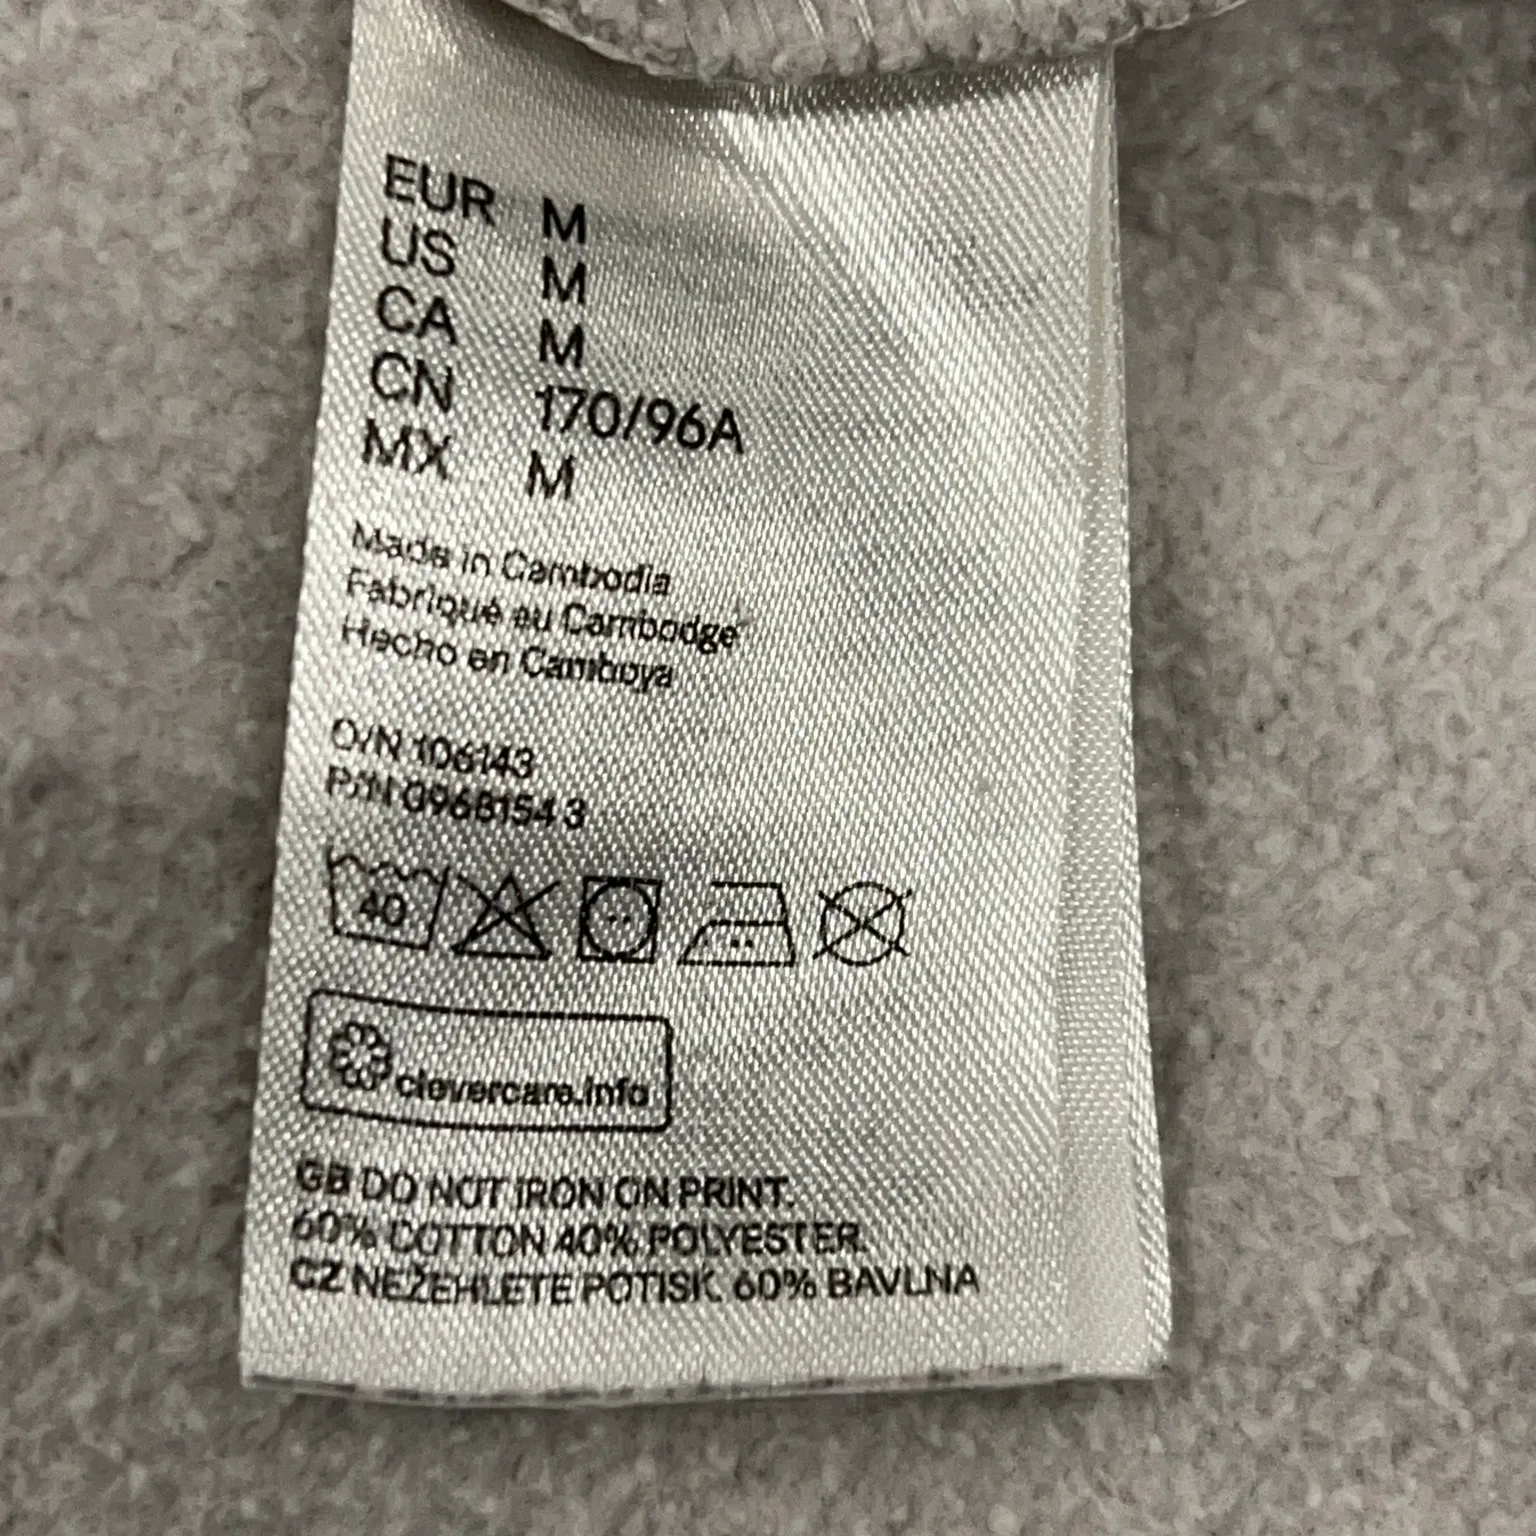 EUR M
US M
CA M
CN 170/96A
MX M
Made in Cambodia
Fabriqué au Cambodge
Hecho en Camboya
O/N 106143
P/N 0968154 3
40
clevercare.info
GB DO NOT IRON ON PRINT.
60% COTTON 40% POLYESTER.
CZ NEŽEHLETE POTISK. 60% BAVLNA